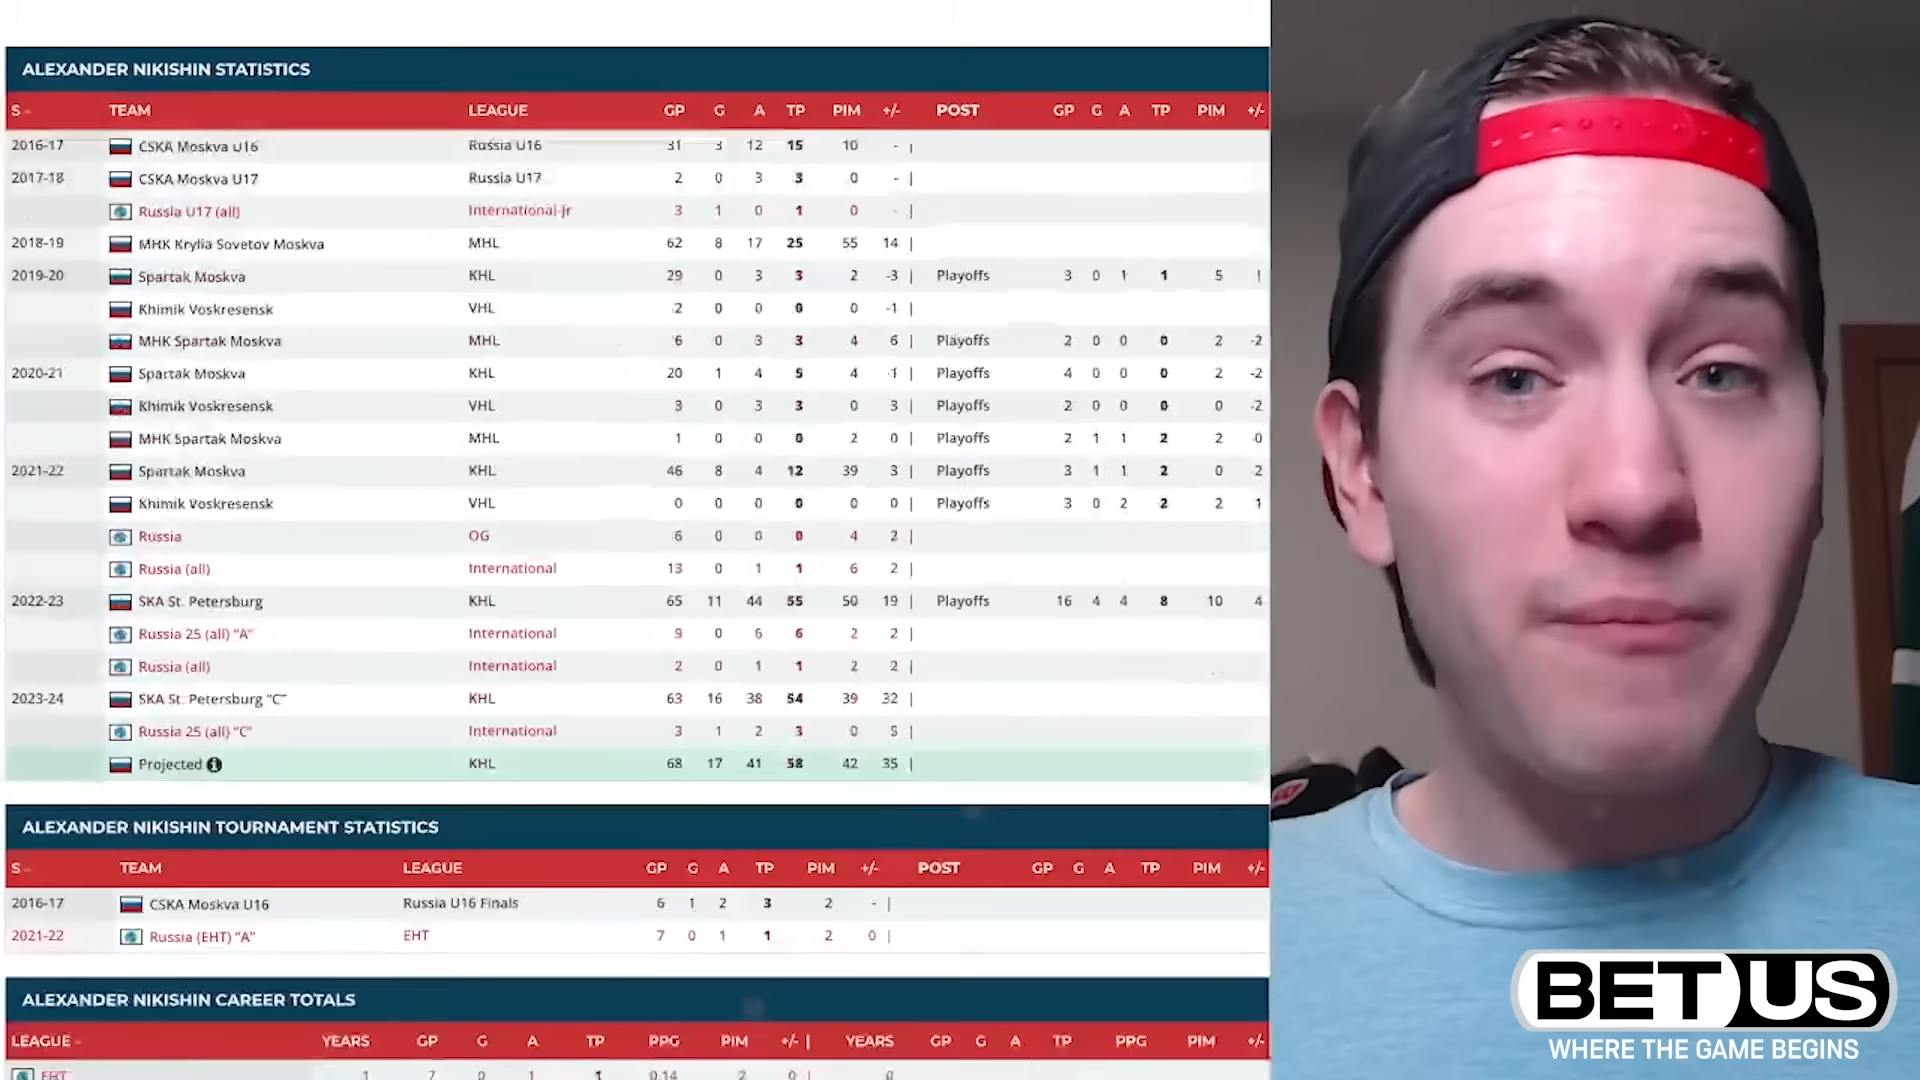 ALEXANDER NIKISHIN STATISTICS
S TEAM LEAGUE GP G A TP PIM +/- POST GP G A TP PIM +/-
2016-17 CSKA Moskva U16 Russia U16 31 3 12 15 10 - |
2017-18 CSKA Moskva U17 Russia U17 2 0 3 3 0 - |
Russia U17 (all) International-Jr 3 1 0 1 0 - |
2018-19 MHK Krylia Sovetov Moskva MHL 62 8 17 25 55 14 |
2019-20 Spartak Moskva KHL 29 0 3 3 2 -3 | Playoffs 3 0 1 1 5 1
Khimik Voskresensk VHL 2 0 0 0 0 -1 |
MHK Spartak Moskva MHL 6 0 3 3 4 6 | Playoffs 2 0 0 0 2 -2
2020-21 Spartak Moskva KHL 20 1 4 5 4 -1 | Playoffs 4 0 0 0 2 -2
Khimik Voskresensk VHL 3 0 3 3 0 3 | Playoffs 2 0 0 0 0 -2
MHK Spartak Moskva MHL 1 0 0 0 2 0 | Playoffs 2 1 1 2 2 0
2021-22 Spartak Moskva KHL 46 8 4 12 39 3 | Playoffs 3 1 1 2 0 -2
Khimik Voskresensk VHL 0 0 0 0 0 0 | Playoffs 3 0 2 2 2 1
Russia OG 6 0 0 0 4 2 |
Russia (all) International 13 0 1 1 6 2 |
2022-23 SKA St. Petersburg KHL 65 11 44 55 50 19 | Playoffs 16 4 4 8 10 4
Russia 25 (all) "A" International 9 0 6 6 2 2 |
Russia (all) International 2 0 1 1 2 2 |
2023-24 SKA St. Petersburg "C" KHL 63 16 38 54 39 32 |
Russia 25 (all) "C" International 3 1 2 3 0 5 |
Projected i KHL 68 17 41 58 42 35 |
ALEXANDER NIKISHIN TOURNAMENT STATISTICS
S TEAM LEAGUE GP G A TP PIM +/- POST GP G A TP PIM +/-
2016-17 CSKA Moskva U16 Russia U16 Finals 6 1 2 3 2 - |
2021-22 Russia (EHT) "A" EHT 7 0 1 1 2 0 |
ALEXANDER NIKISHIN CAREER TOTALS
LEAGUE YEARS GP G A TP PPG PIM +/- | YEARS GP G A TP PPG PIM +/-
EHT 1 7 0 1 1 0.14 2 0 | 0
BETUS
WHERE THE GAME BEGINS